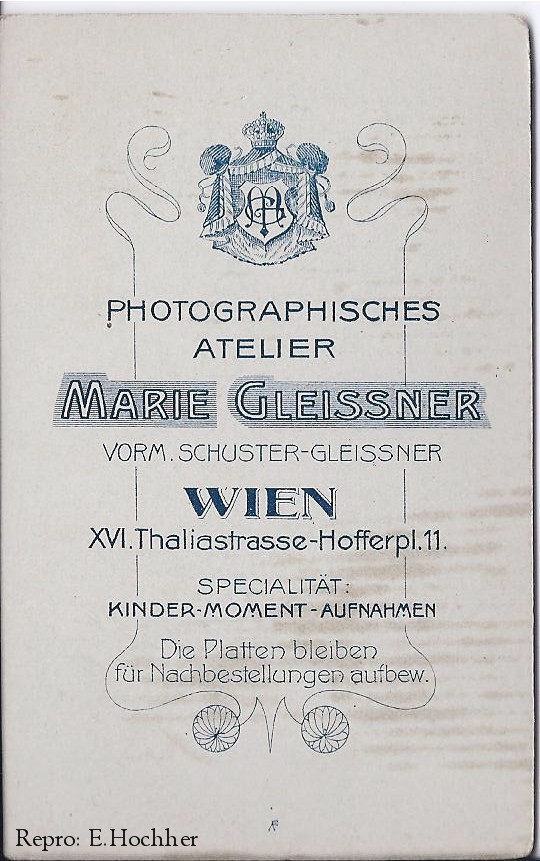 PHOTOGRAPHISCHES
ATELIER
MARIE GLEISSNER
VORM. SCHUSTER-GLEISSNER
WIEN
XVI. Thaliastrasse-Hofferpl. 11.
SPECIALITÄT:
KINDER-MOMENT-AUFNAHMEN
Die Platten bleiben
für Nachbestellungen aufbew.
Repro: E.Hochher